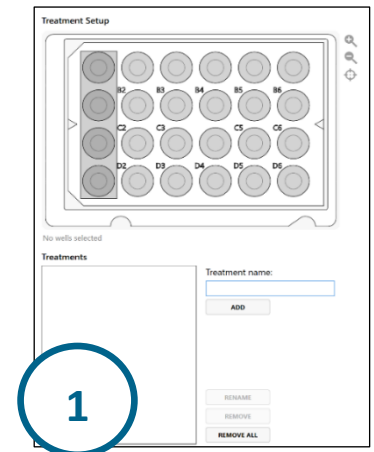 Treatment Setup
B2 B3 B4 B5 B6
C2 C3 C5 C6
D2 D3 D4 D5 D6
No wells selected
Treatments
Treatment name:
ADD
RENAME
REMOVE
REMOVE ALL
1